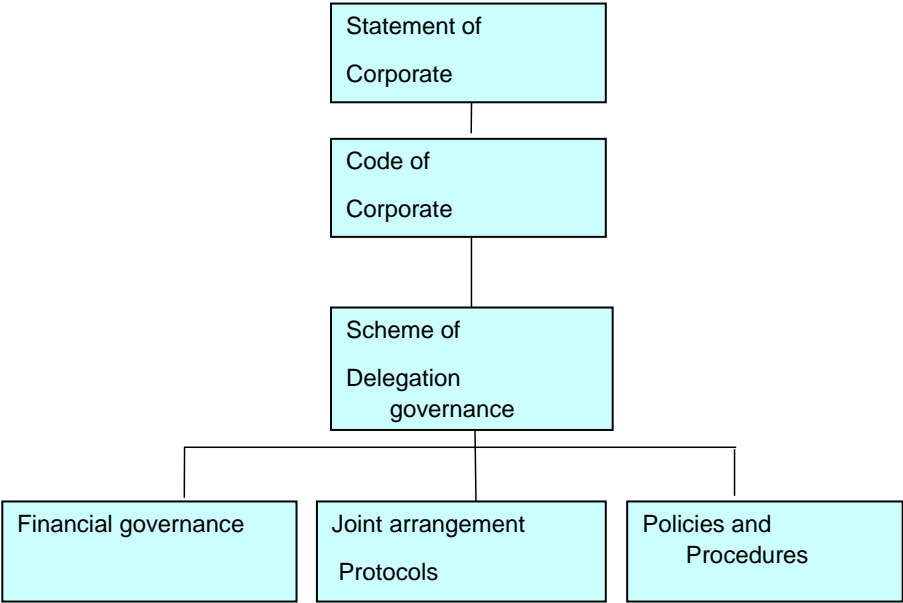 Statement of
Corporate
Code of
Corporate
Scheme of
Delegation
governance
Financial governance
Joint arrangement
Protocols
Policies and
Procedures